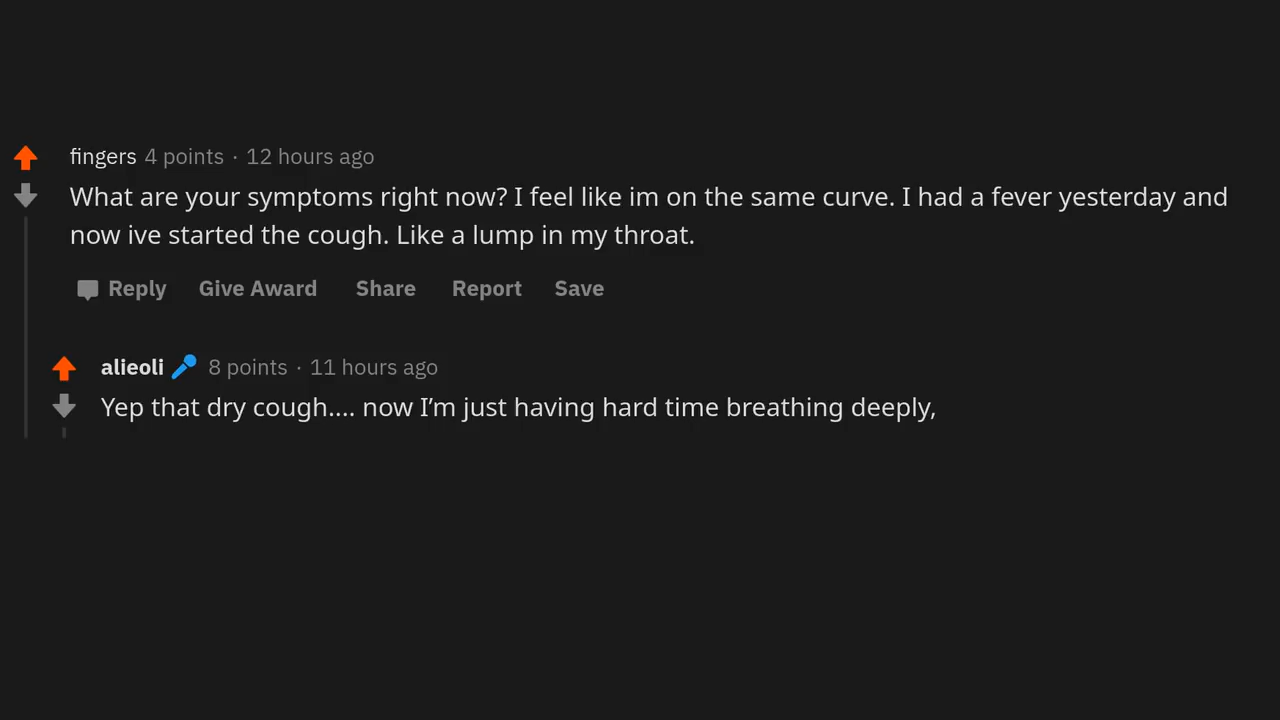 fingers 4 points · 12 hours ago
What are your symptoms right now? I feel like im on the same curve. I had a fever yesterday and
now ive started the cough. Like a lump in my throat.
Reply Give Award Share Report Save
alieoli 8 points · 11 hours ago
Yep that dry cough.... now I’m just having hard time breathing deeply,